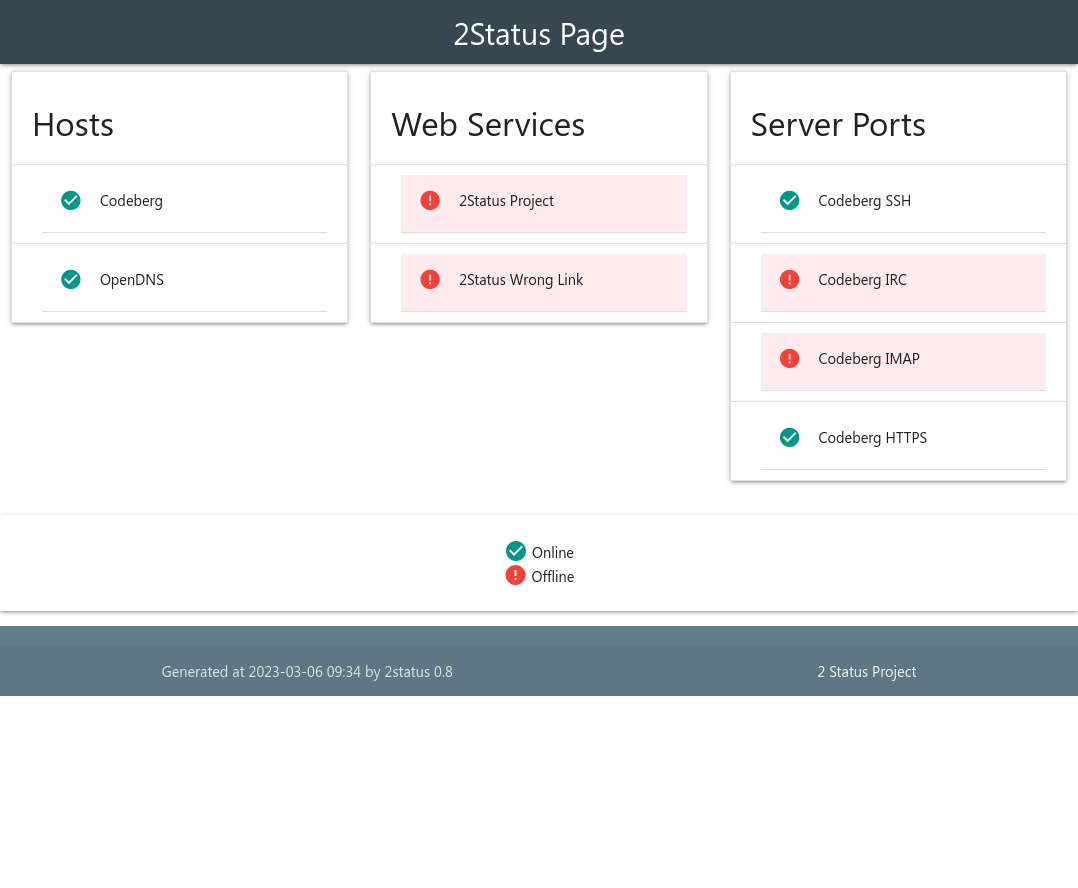 2Status Page
Hosts
Codeberg
OpenDNS
Web Services
2Status Project
2Status Wrong Link
Server Ports
Codeberg SSH
Codeberg IRC
Codeberg IMAP
Codeberg HTTPS
Online
Offline
Generated at 2023-03-06 09:34 by 2status 0.8
2 Status Project